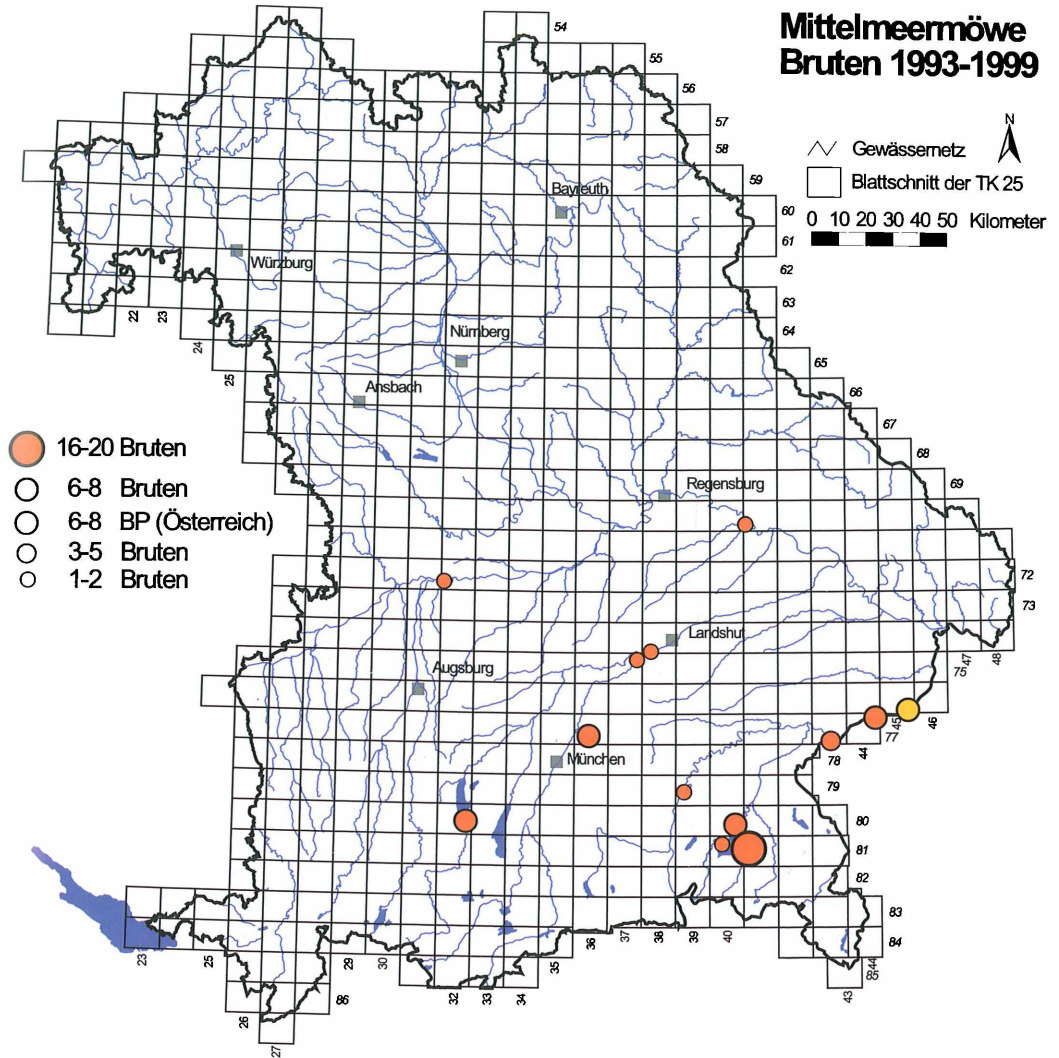 Mittelmeermöwe
Bruten 1993-1999
N
Gewässernetz
Blattschnitt der TK 25
0 10 20 30 40 50 Kilometer
54
55
56
57
58
59
60
61
62
63
64
65
66
67
68
69
72
73
Bayreuth
Würzburg
22
23
24
25
Nürnberg
Ansbach
16-20 Bruten
6-8 Bruten
6-8 BP (Österreich)
3-5 Bruten
1-2 Bruten
Regensburg
Landshut
Augsburg
München
75
47
48
45
46
77
44
78
79
80
81
82
83
84
85
44
43
23
25
26
27
86
29
30
32
33
34
35
36
37
38
39
40